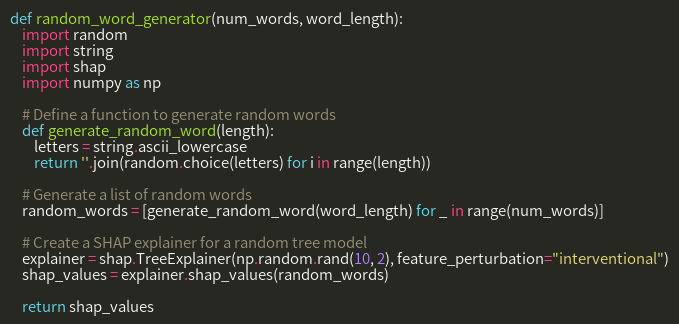 def random_word_generator(num_words, word_length):
    import random
    import string
    import shap
    import numpy as np

    # Define a function to generate random words
    def generate_random_word(length):
        letters = string.ascii_lowercase
        return ''.join(random.choice(letters) for i in range(length))

    # Generate a list of random words
    random_words = [generate_random_word(word_length) for _ in range(num_words)]

    # Create a SHAP explainer for a random tree model
    explainer = shap.TreeExplainer(np.random.rand(10, 2), feature_perturbation="interventional")
    shap_values = explainer.shap_values(random_words)

    return shap_values